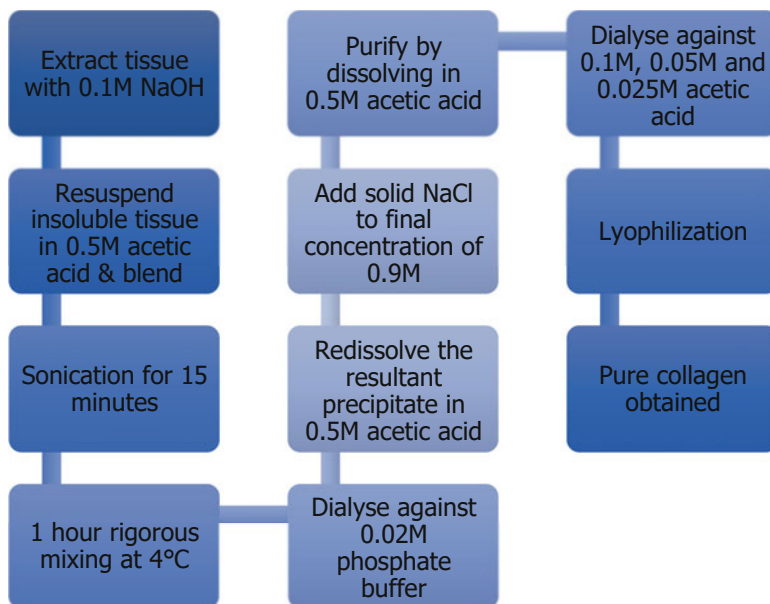 Extract tissue
with 0.1M NaOH
Resuspend
insoluble tissue
in 0.5M acetic
acid & blend
Sonication for 15
minutes
1 hour rigorous
mixing at 4°C
Dialyse against
0.02M
phosphate
buffer
Redissolve the
resultant
precipitate in
0.5M acetic acid
Add solid NaCl
to final
concentration of
0.9M
Purify by
dissolving in
0.5M acetic acid
Dialyse against
0.1M, 0.05M and
0.025M acetic
acid
Lyophilization
Pure collagen
obtained